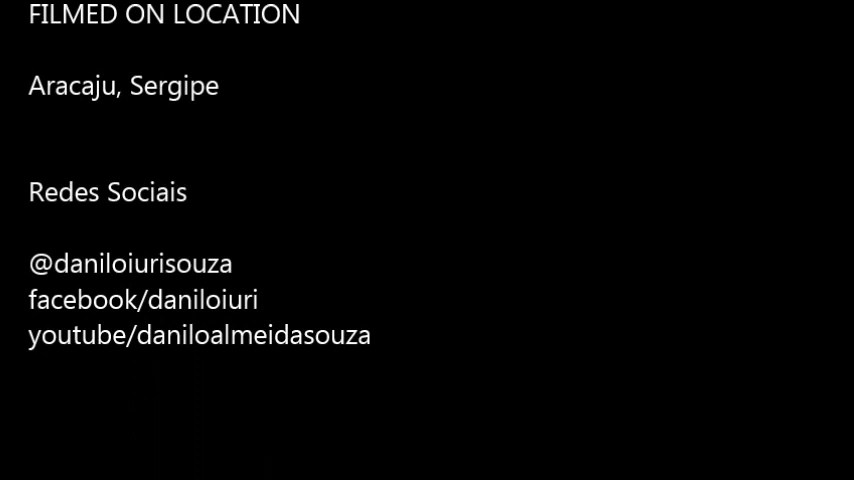 FILMED ON LOCATION
Aracaju, Sergipe
Redes Sociais
@daniloiurisouza
facebook/daniloiuri
youtube/daniloalmeidasouza